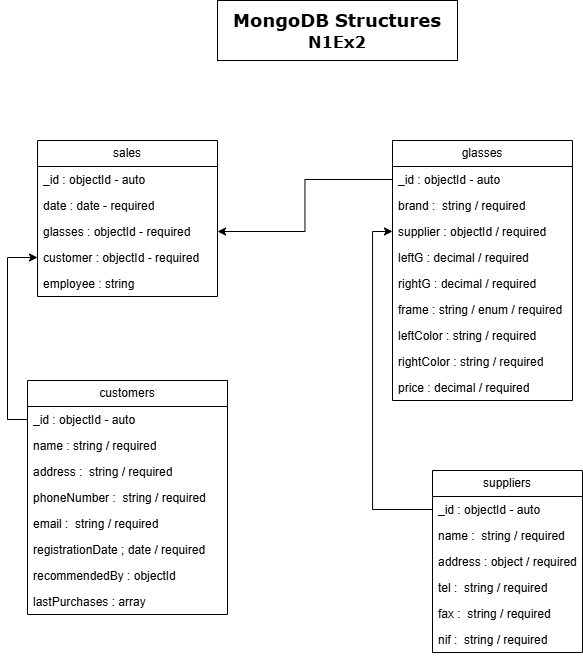 MongoDB Structures
N1Ex2
sales
_id : objectId - auto
date : date - required
glasses : objectId - required
customer : objectId - required
employee : string
glasses
_id : objectId - auto
brand :  string / required
supplier : objectId / required
leftG : decimal / required
rightG : decimal / required
frame : string / enum / required
leftColor : string / required
rightColor : string / required
price : decimal / required
customers
_id : objectId - auto
name : string / required
address :  string / required
phoneNumber :  string / required
email :  string / required
registrationDate ; date / required
recommendedBy : objectId
lastPurchases : array
suppliers
_id : objectId - auto
name :  string / required
address : object / required
tel :  string / required
fax :  string / required
nif :  string / required